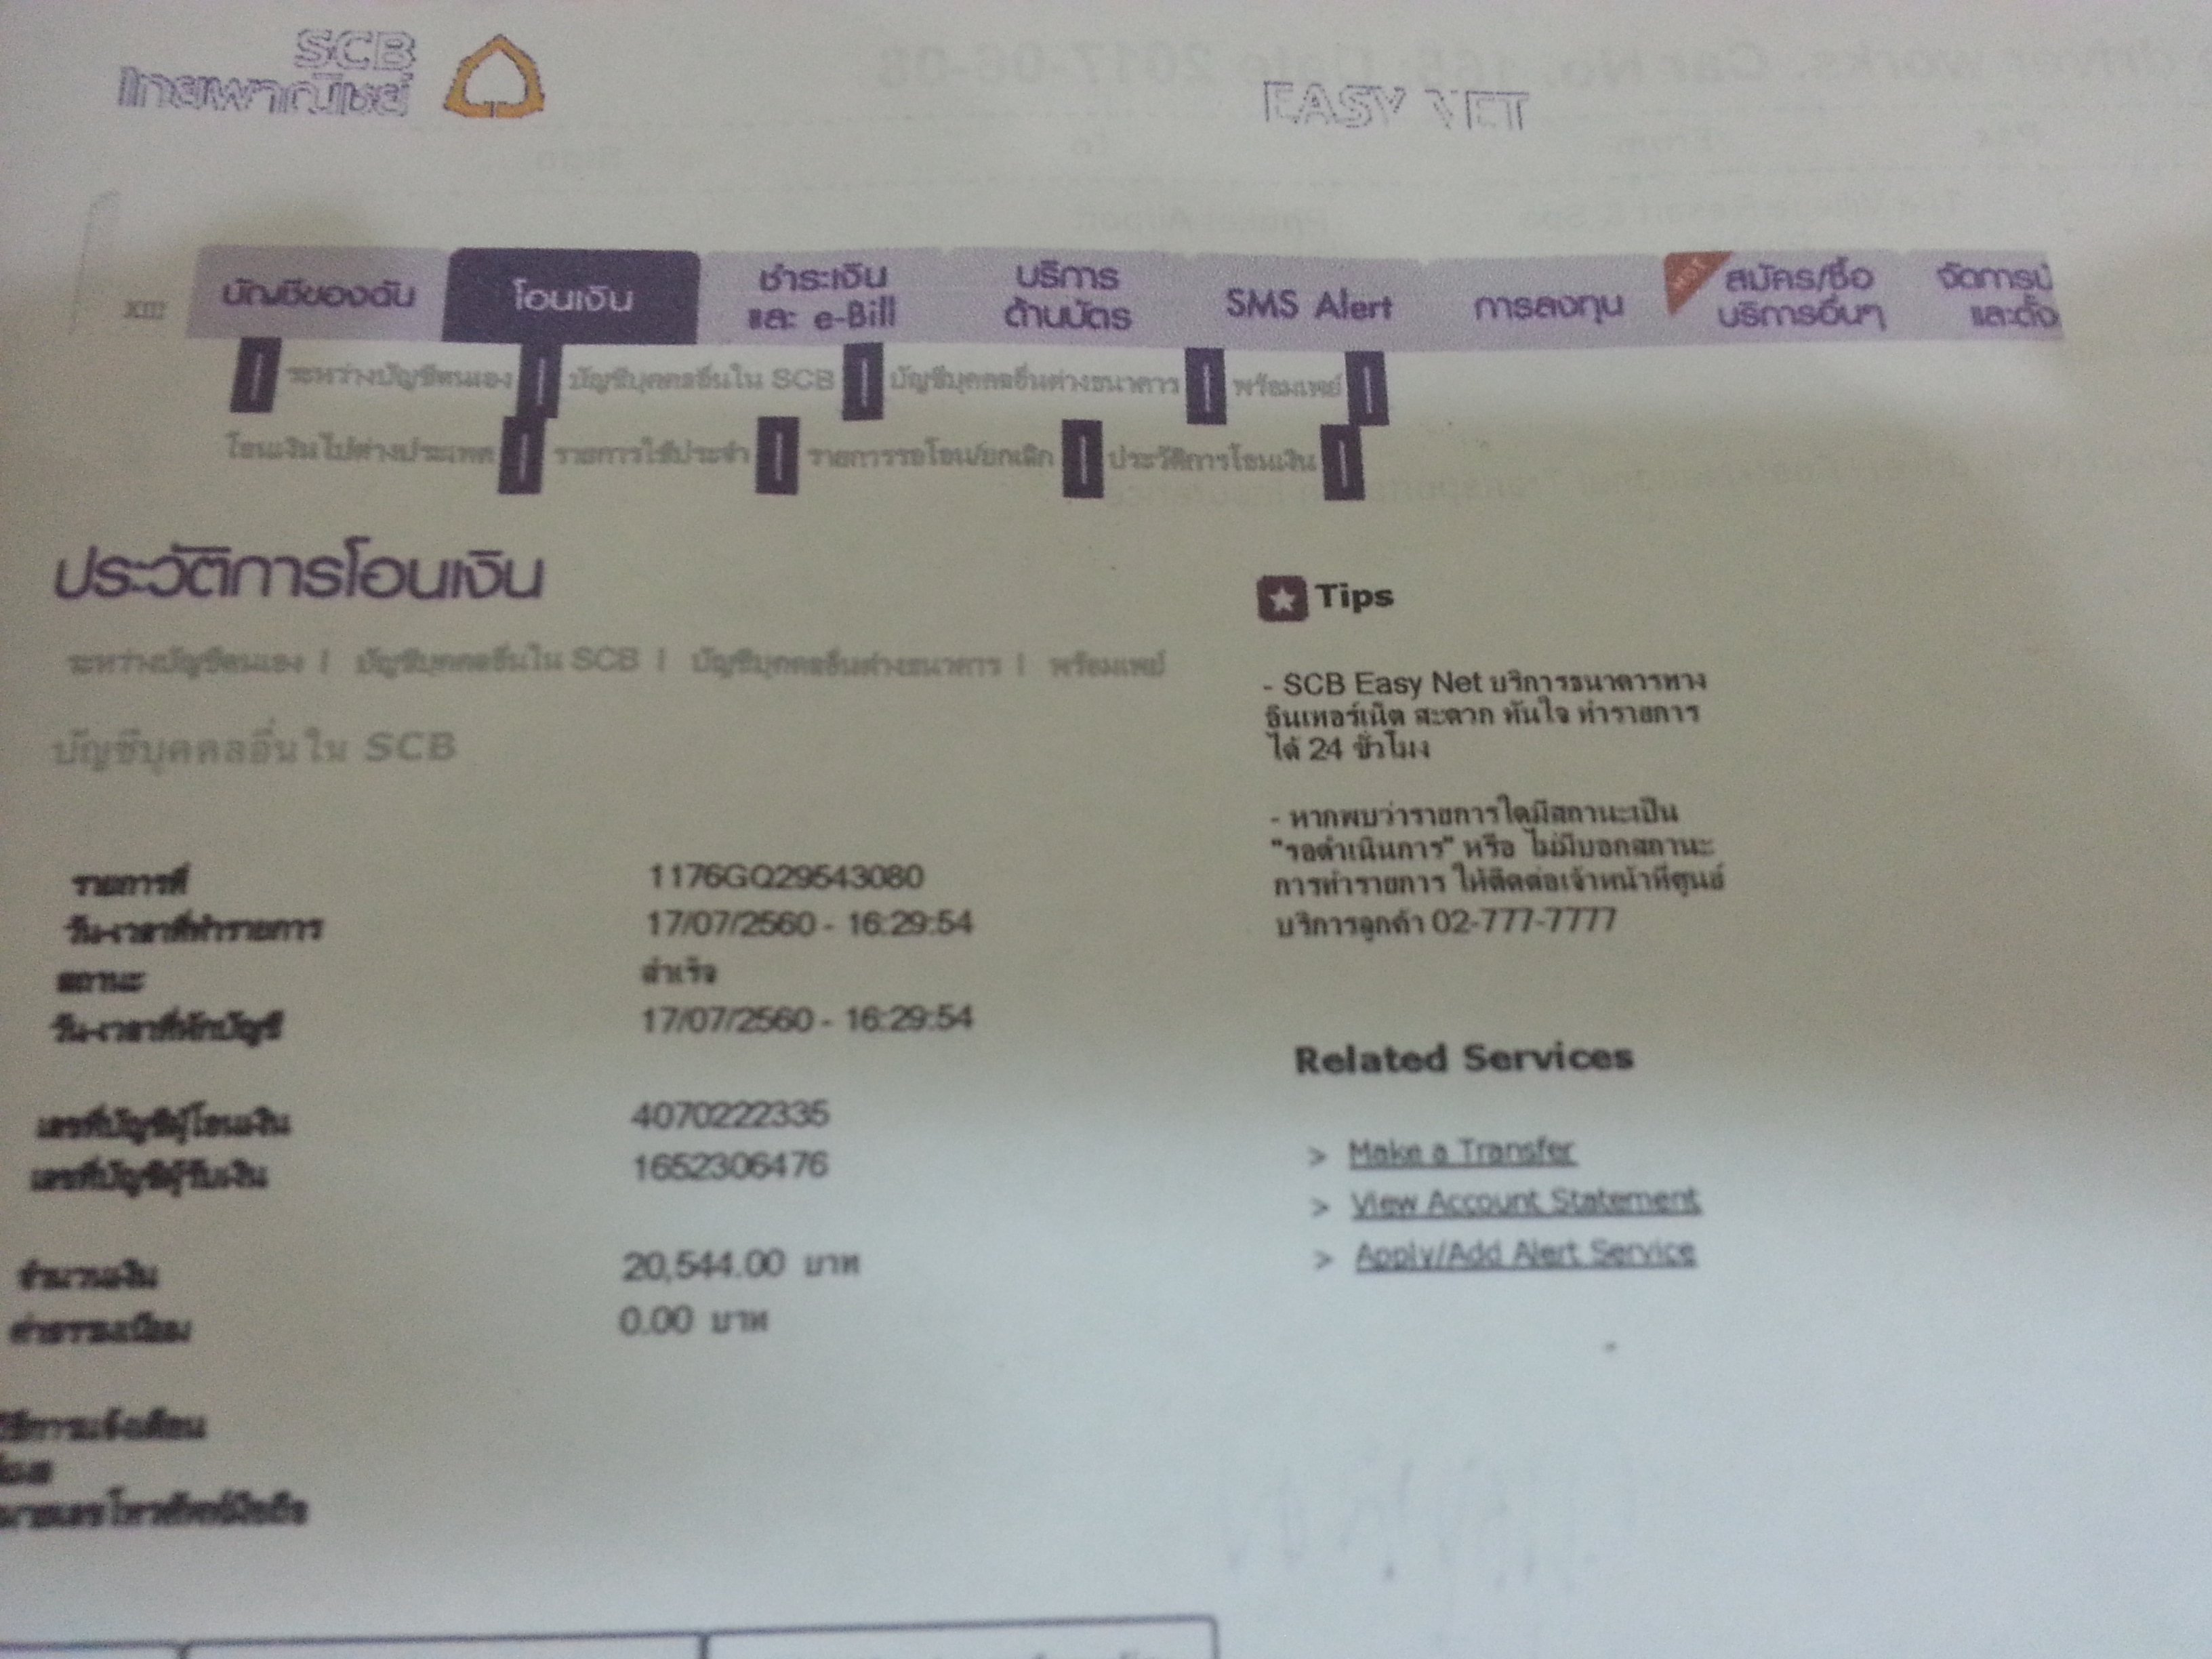 SCB
ไทยพาณิชย์
EASY NET
บัญชีของฉัน
โอนเงิน
ชำระเงิน
และ e-Bill
บริการ
ด้านบัตร
SMS Alert
การลงทุน
HOT
สมัคร/ซื้อ
บริการอื่นๆ
จัดการ
และตั้ง
ระหว่างบัญชีตนเอง | บัญชีบุคคลอื่นใน SCB | บัญชีบุคคลอื่นต่างธนาคาร | พร้อมเพย์ |
โอนเงินไปต่างประเทศ | รายการใช้ประจำ | รายการรอโอน/ยกเลิก | ประวัติการโอนเงิน |
ประวัติการโอนเงิน
ระหว่างบัญชีตนเอง | บัญชีบุคคลอื่นใน SCB | บัญชีบุคคลอื่นต่างธนาคาร | พร้อมเพย์
บัญชีบุคคลอื่นใน SCB
รายการที่ 1176GQ29543080
วัน-เวลาที่ทำรายการ 17/07/2560 - 16:29:54
สถานะ สำเร็จ
วัน-เวลาที่หักบัญชี 17/07/2560 - 16:29:54
เลขที่บัญชีผู้โอนเงิน 4070222335
เลขที่บัญชีผู้รับเงิน 1652306476
จำนวนเงิน 20,544.00 บาท
ค่าธรรมเนียม 0.00 บาท
วิธีการแจ้งเตือน
หมายเลขโทรศัพท์มือถือ
Tips
- SCB Easy Net บริการธนาคารทาง
อินเทอร์เน็ต สะดวก ทันใจ ทำรายการ
ได้ 24 ชั่วโมง
- หากพบว่ารายการใดมีสถานะเป็น
"รอดำเนินการ" หรือ ไม่มีบอกสถานะ
การทำรายการ ให้ติดต่อเจ้าหน้าที่ศูนย์
บริการลูกค้า 02-777-7777
Related Services
> Make a Transfer
> View Account Statement
> Apply/Add Alert Service